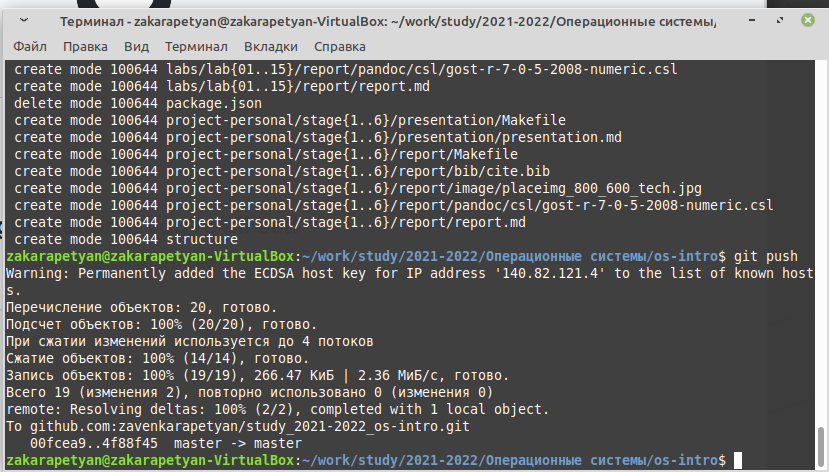 Терминал - zakarapetyan@zakarapetyan-VirtualBox: ~/work/study/2021-2022/Операционные системы/
Файл Правка Вид Терминал Вкладки Справка
create mode 100644 labs/lab{01..15}/report/pandoc/csl/gost-r-7-0-5-2008-numeric.csl
create mode 100644 labs/lab{01..15}/report/report.md
delete mode 100644 package.json
create mode 100644 project-personal/stage{1..6}/presentation/Makefile
create mode 100644 project-personal/stage{1..6}/presentation/presentation.md
create mode 100644 project-personal/stage{1..6}/report/Makefile
create mode 100644 project-personal/stage{1..6}/report/bib/cite.bib
create mode 100644 project-personal/stage{1..6}/report/image/placeimg_800_600_tech.jpg
create mode 100644 project-personal/stage{1..6}/report/pandoc/csl/gost-r-7-0-5-2008-numeric.csl
create mode 100644 project-personal/stage{1..6}/report/report.md
create mode 100644 structure
zakarapetyan@zakarapetyan-VirtualBox:~/work/study/2021-2022/Операционные системы/os-intro$ git push
Warning: Permanently added the ECDSA host key for IP address '140.82.121.4' to the list of known host
s.
Перечисление объектов: 20, готово.
Подсчет объектов: 100% (20/20), готово.
При сжатии изменений используется до 4 потоков
Сжатие объектов: 100% (14/14), готово.
Запись объектов: 100% (19/19), 266.47 КиБ | 2.36 МиБ/с, готово.
Всего 19 (изменения 2), повторно использовано 0 (изменения 0)
remote: Resolving deltas: 100% (2/2), completed with 1 local object.
To github.com:zavenkarapetyan/study_2021-2022_os-intro.git
00fcea9..4f88f45 master -> master
zakarapetyan@zakarapetyan-VirtualBox:~/work/study/2021-2022/Операционные системы/os-intro$